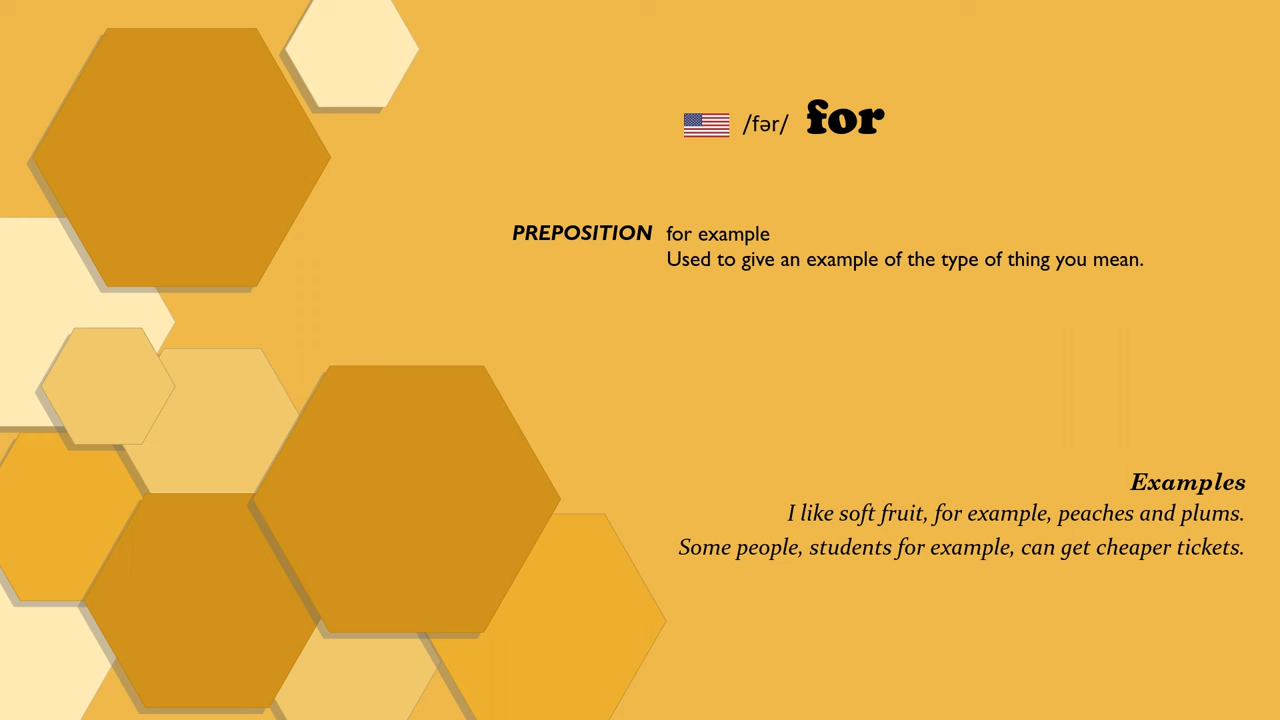 /fər/ for
PREPOSITION for example
Used to give an example of the type of thing you mean.
Examples
I like soft fruit, for example, peaches and plums.
Some people, students for example, can get cheaper tickets.